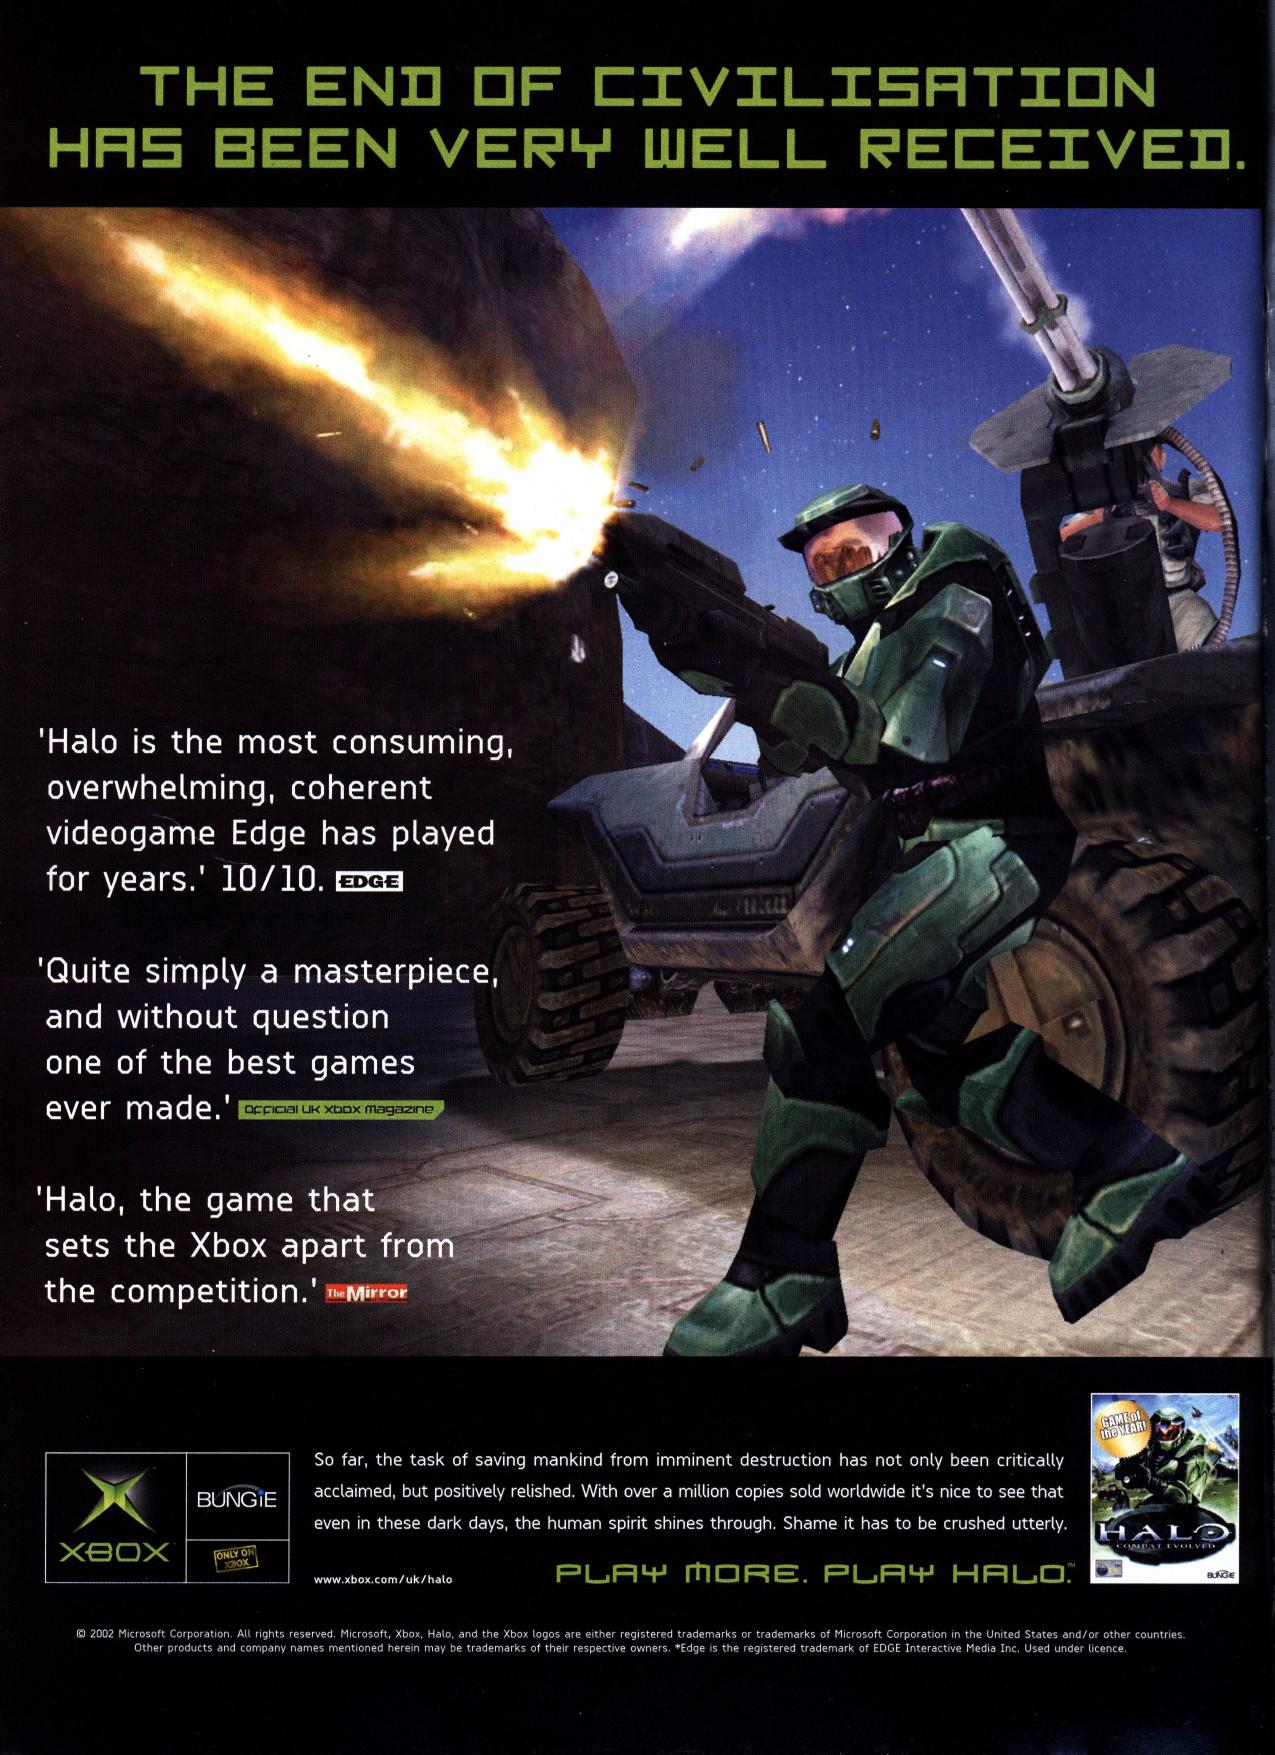 THE END OF CIVILISATION
HAS BEEN VERY WELL RECEIVED.
'Halo is the most consuming,
overwhelming, coherent
videogame Edge has played
for years.' 10/10. EDGE
'Quite simply a masterpiece,
and without question
one of the best games
ever made.' Official UK Xbox Magazine
'Halo, the game that
sets the Xbox apart from
the competition.' The Mirror
XBOX
BUNGiE
ONLY ON
XBOX
So far, the task of saving mankind from imminent destruction has not only been critically
acclaimed, but positively relished. With over a million copies sold worldwide it's nice to see that
even in these dark days, the human spirit shines through. Shame it has to be crushed utterly.
www.xbox.com/uk/halo
PLAY MORE. PLAY HALO.™
GAME of
the YEAR!
HALO
COMBAT EVOLVED
BUNGiE
© 2002 Microsoft Corporation. All rights reserved. Microsoft, Xbox, Halo, and the Xbox logos are either registered trademarks or trademarks of Microsoft Corporation in the United States and/or other countries.
Other products and company names mentioned herein may be trademarks of their respective owners. *Edge is the registered trademark of EDGE Interactive Media Inc. Used under licence.